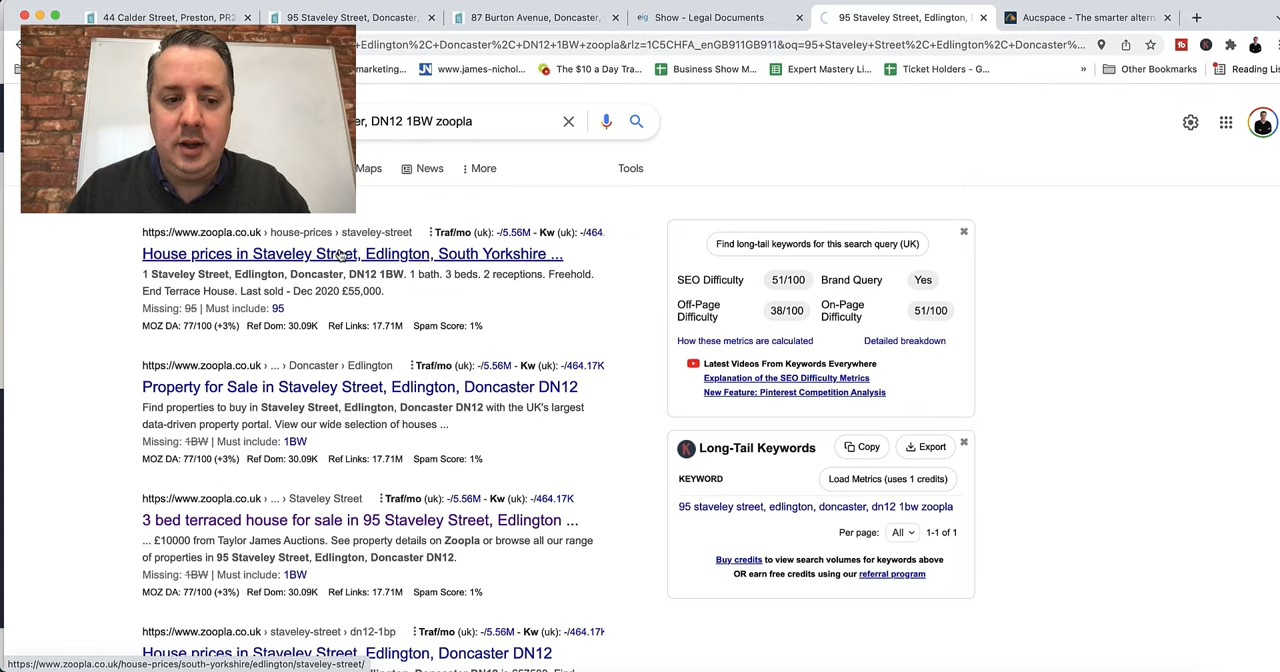 44 Calder Street, Preston, PR2
95 Staveley Street, Doncaster,
87 Burton Avenue, Doncaster,
eig Show - Legal Documents
95 Staveley Street, Edlington,
Aucspace - The smarter altern
Edlington%2C+Doncaster%2C+DN12+1BW+zoopla&rlz=1C5CHFA_enGB911GB911&oq=95+Staveley+Street%2C+Edlington%2C+Doncaster%2C...
marketing...
www.james-nichol...
The $10 a Day Tra...
Business Show M...
Expert Mastery Li...
Ticket Holders - G...
»
Other Bookmarks
Reading List
er, DN12 1BW zoopla
Maps
News
More
Tools
https://www.zoopla.co.uk › house-prices › staveley-street
Traf/mo (uk): -/5.56M - Kw (uk): -/464.
House prices in Staveley Street, Edlington, South Yorkshire ...
1 Staveley Street, Edlington, Doncaster, DN12 1BW. 1 bath. 3 beds. 2 receptions. Freehold.
End Terrace House. Last sold - Dec 2020 £55,000.
Missing: 95 | Must include: 95
MOZ DA: 77/100 (+3%) Ref Dom: 30.09K Ref Links: 17.71M Spam Score: 1%
https://www.zoopla.co.uk › ... › Doncaster › Edlington
Traf/mo (uk): -/5.56M - Kw (uk): -/464.17K
Property for Sale in Staveley Street, Edlington, Doncaster DN12
Find properties to buy in Staveley Street, Edlington, Doncaster DN12 with the UK's largest
data-driven property portal. View our wide selection of houses ...
Missing: 1BW | Must include: 1BW
MOZ DA: 77/100 (+3%) Ref Dom: 30.09K Ref Links: 17.71M Spam Score: 1%
https://www.zoopla.co.uk › ... › Staveley Street
Traf/mo (uk): -/5.56M - Kw (uk): -/464.17K
3 bed terraced house for sale in 95 Staveley Street, Edlington ...
... £10000 from Taylor James Auctions. See property details on Zoopla or browse all our range
of properties in 95 Staveley Street, Edlington, Doncaster DN12.
Missing: 1BW | Must include: 1BW
MOZ DA: 77/100 (+3%) Ref Dom: 30.09K Ref Links: 17.71M Spam Score: 1%
https://www.zoopla.co.uk › staveley-street › dn12-1bp
Traf/mo (uk): -/5.56M - Kw (uk): -/464.17K
House prices in Staveley Street, Edlington, Doncaster DN12
https://www.zoopla.co.uk/house-prices/south-yorkshire/edlington/staveley-street/
Find long-tail keywords for this search query (UK)
SEO Difficulty 51/100 Brand Query Yes
Off-Page
Difficulty
38/100
On-Page
Difficulty
51/100
How these metrics are calculated
Detailed breakdown
Latest Videos From Keywords Everywhere
Explanation of the SEO Difficulty Metrics
New Feature: Pinterest Competition Analysis
Long-Tail Keywords
Copy
Export
KEYWORD
Load Metrics (uses 1 credits)
95 staveley street, edlington, doncaster, dn12 1bw zoopla
Per page: All 1-1 of 1
Buy credits to view search volumes for keywords above
OR earn free credits using our referral program